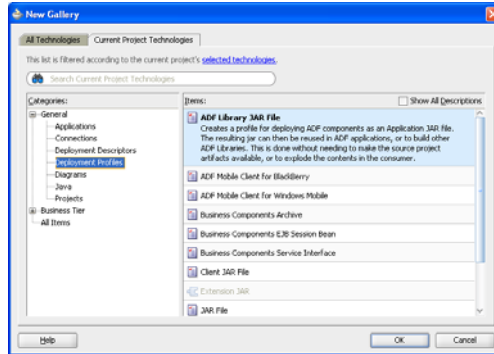 New Gallery
All Technologies
Current Project Technologies
This list is filtered according to the current project's selected technologies.
Search Current Project Technologies
Categories:
General
Applications
Connections
Deployment Descriptors
Deployment Profiles
Diagrams
Java
Projects
Business Tier
All Items
Items:
Show All Descriptions
ADF Library JAR File
Creates a profile for deploying ADF components as an Application JAR file.
The resulting jar can then be reused in ADF applications, or to build other
ADF Libraries. This is done without needing to make the source project
artifacts available, or to explode the contents in the consumer.
ADF Mobile Client for BlackBerry
ADF Mobile Client for Windows Mobile
Business Components Archive
Business Components EJB Session Bean
Business Components Service Interface
Client JAR File
Extension JAR
JAR File
Help
OK
Cancel